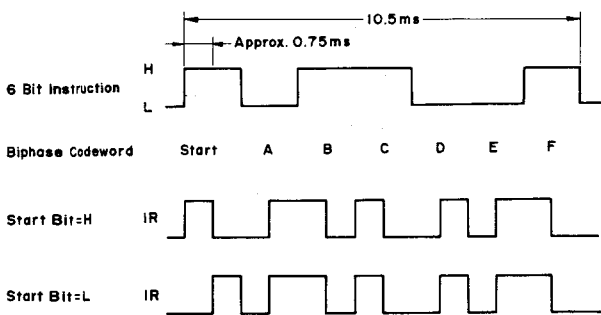 10.5ms
Approx. 0.75ms
6 Bit Instruction H L
Biphase Codeword Start A B C D E F
Start Bit=H IR
Start Bit=L IR